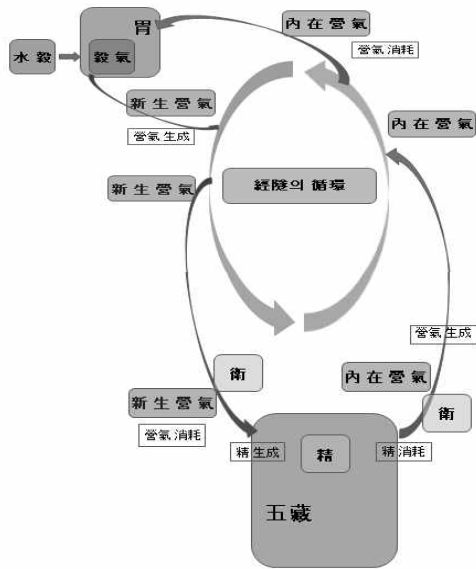 胃
水穀
穀氣
內在營氣
營氣 消耗
新生營氣
營氣 生成
內在營氣
新生營氣
經隧의 循環
營氣 生成
衛
內在營氣
新生營氣
衛
營氣 消耗
精 生成
精
精 消耗
五藏